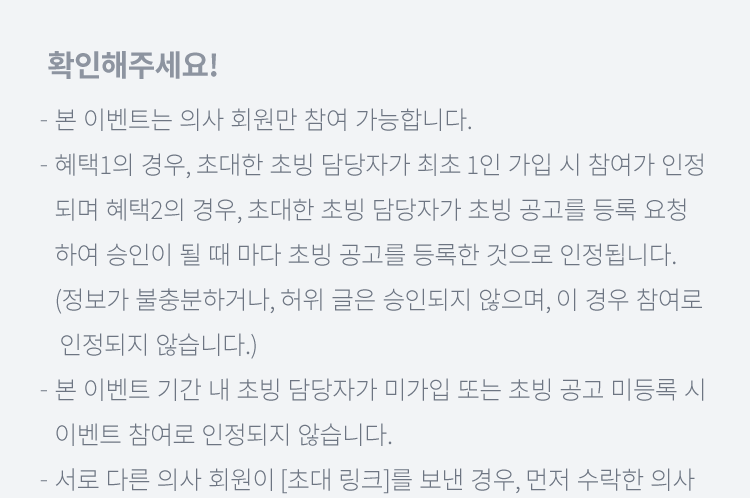 확인해주세요!
- 본 이벤트는 의사 회원만 참여 가능합니다.
- 혜택1의 경우, 초대한 초빙 담당자가 최초 1인 가입 시 참여가 인정
되며 혜택2의 경우, 초대한 초빙 담당자가 초빙 공고를 등록 요청
하여 승인이 될 때 마다 초빙 공고를 등록한 것으로 인정됩니다.
(정보가 불충분하거나, 허위 글은 승인되지 않으며, 이 경우 참여로
인정되지 않습니다.)
- 본 이벤트 기간 내 초빙 담당자가 미가입 또는 초빙 공고 미등록 시
이벤트 참여로 인정되지 않습니다.
- 서로 다른 의사 회원이 [초대 링크]를 보낸 경우, 먼저 수락한 의사